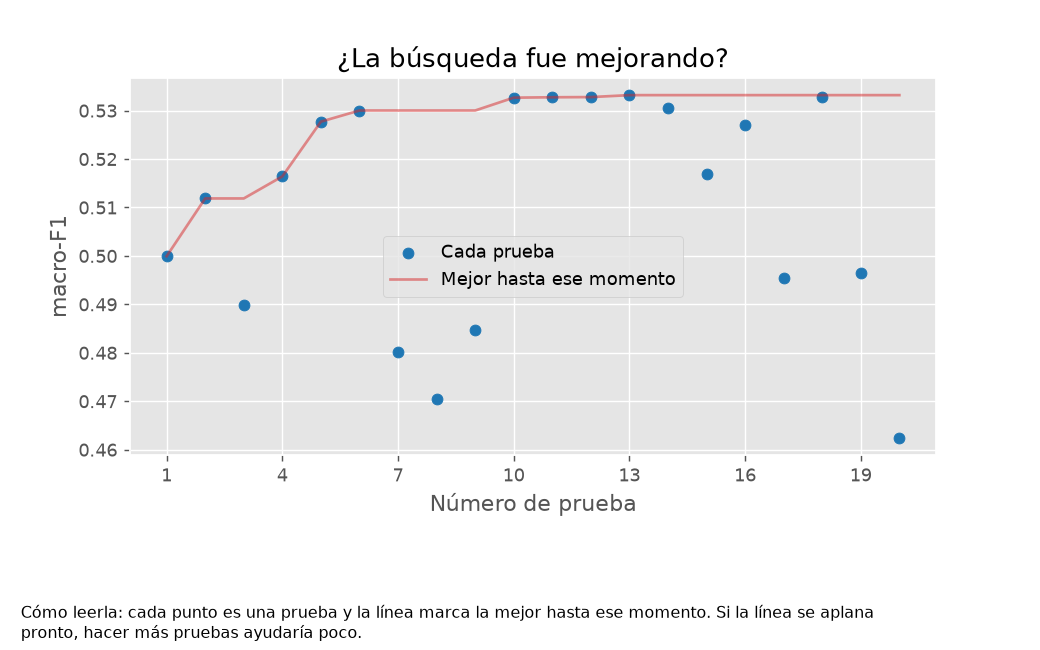 ¿La búsqueda fue mejorando?
macro-F1
0.53
0.52
0.51
0.50
0.49
0.48
0.47
0.46
Cada prueba
Mejor hasta ese momento
1 4 7 10 13 16 19
Número de prueba
Cómo leerla: cada punto es una prueba y la línea marca la mejor hasta ese momento. Si la línea se aplana
pronto, hacer más pruebas ayudaría poco.